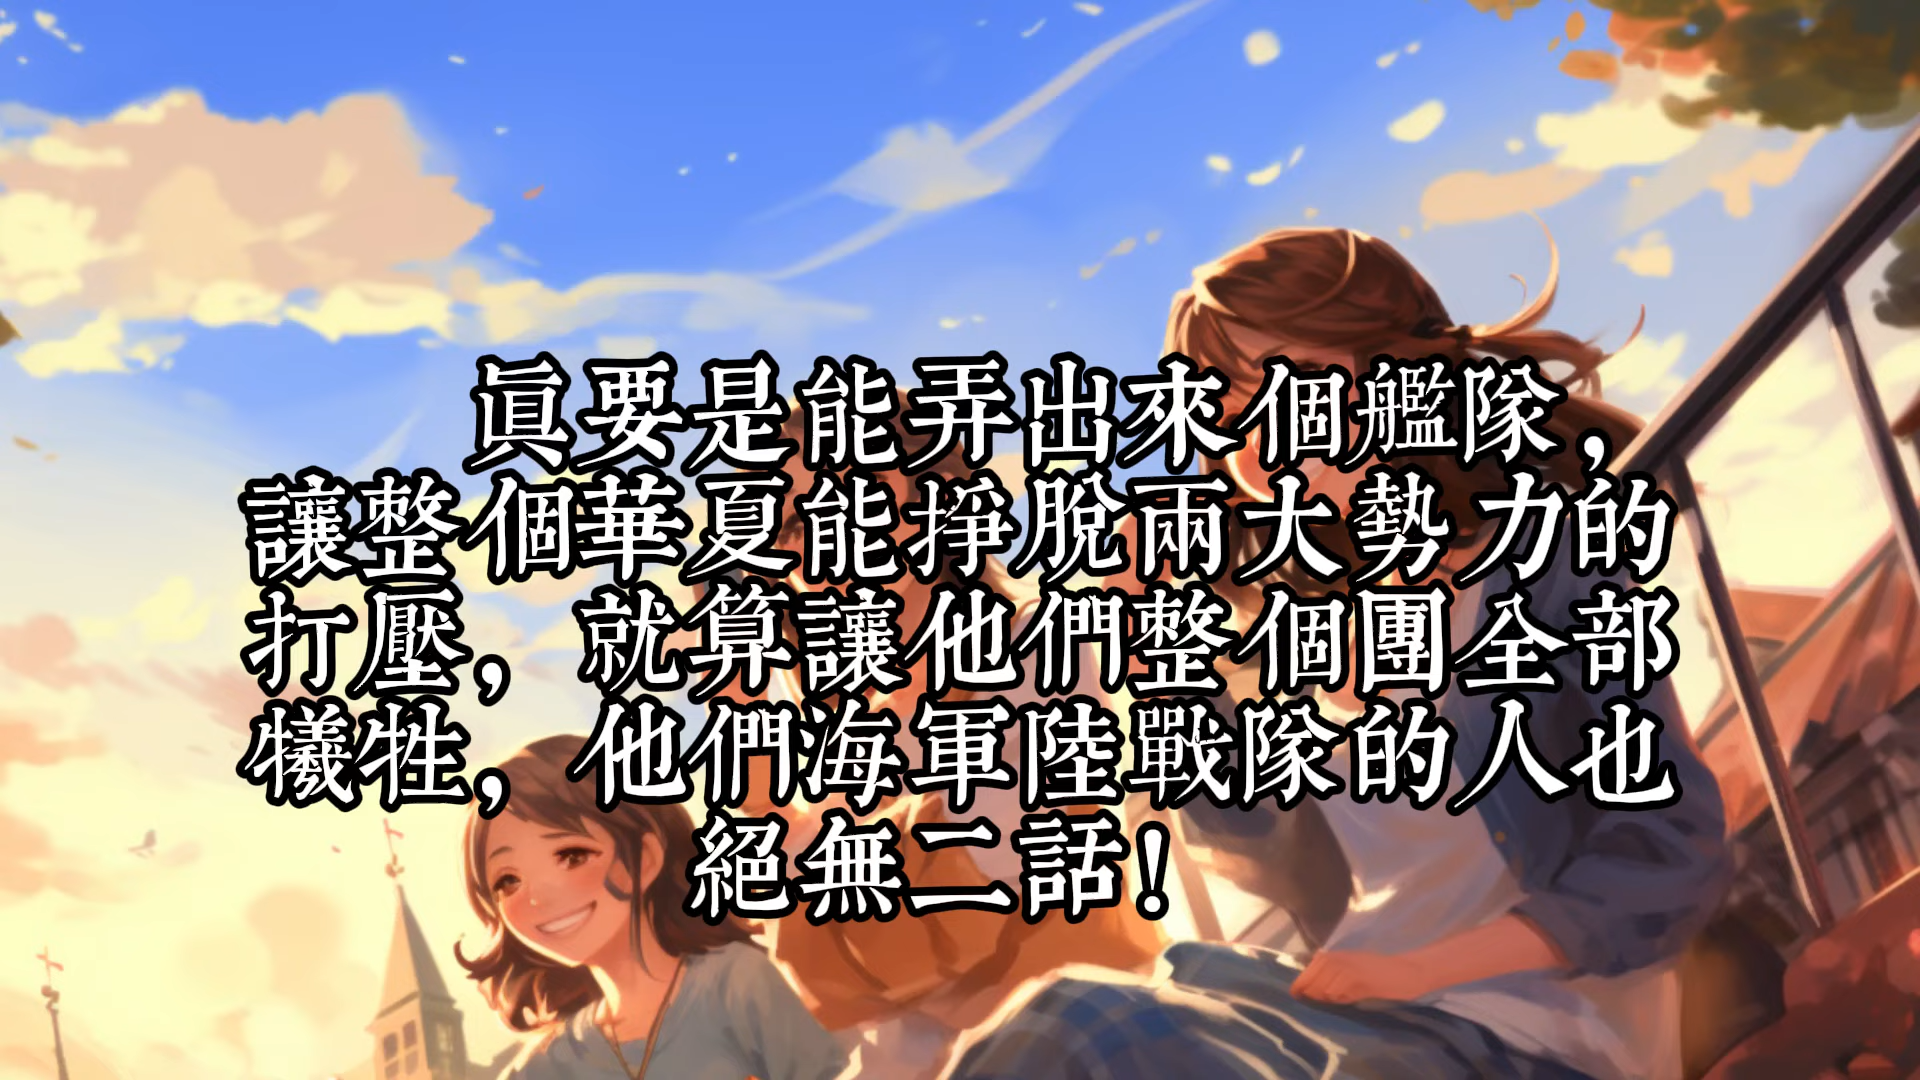 眞要是能弄出來個艦隊，
讓整個華夏能掙脫兩大勢力的
打壓，就算讓他們整個團全部
犧牲，他們海軍陸戰隊的人也
絕無二話！